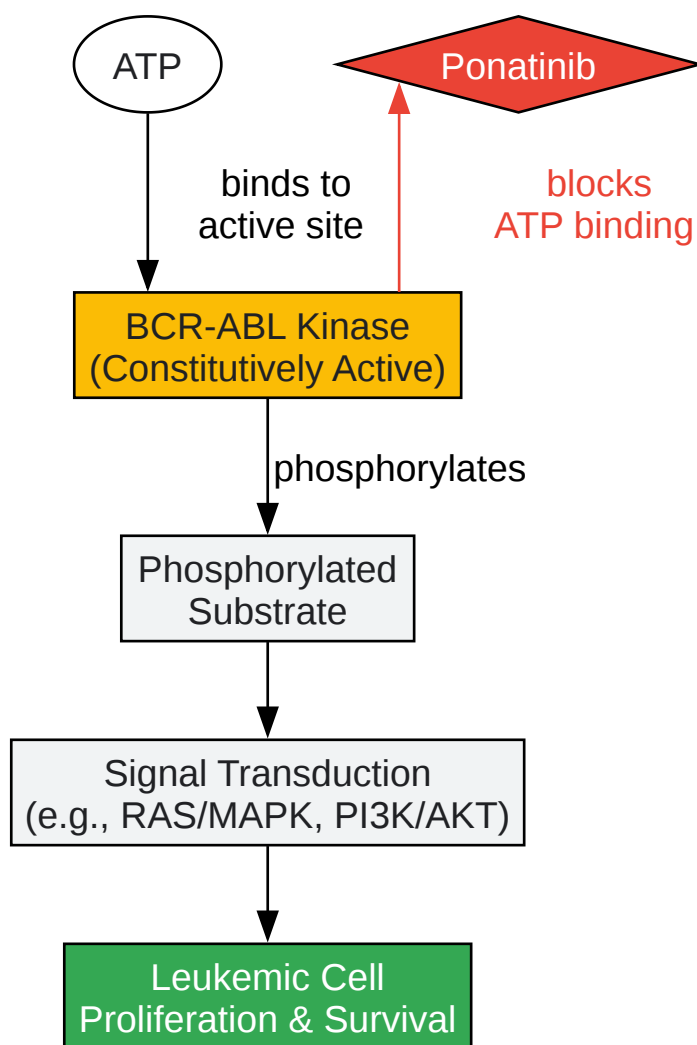 ATP
Ponatinib
binds to
active site
blocks
ATP binding
BCR-ABL Kinase
(Constitutively Active)
phosphorylates
Phosphorylated
Substrate
Signal Transduction
(e.g., RAS/MAPK, PI3K/AKT)
Leukemic Cell
Proliferation & Survival